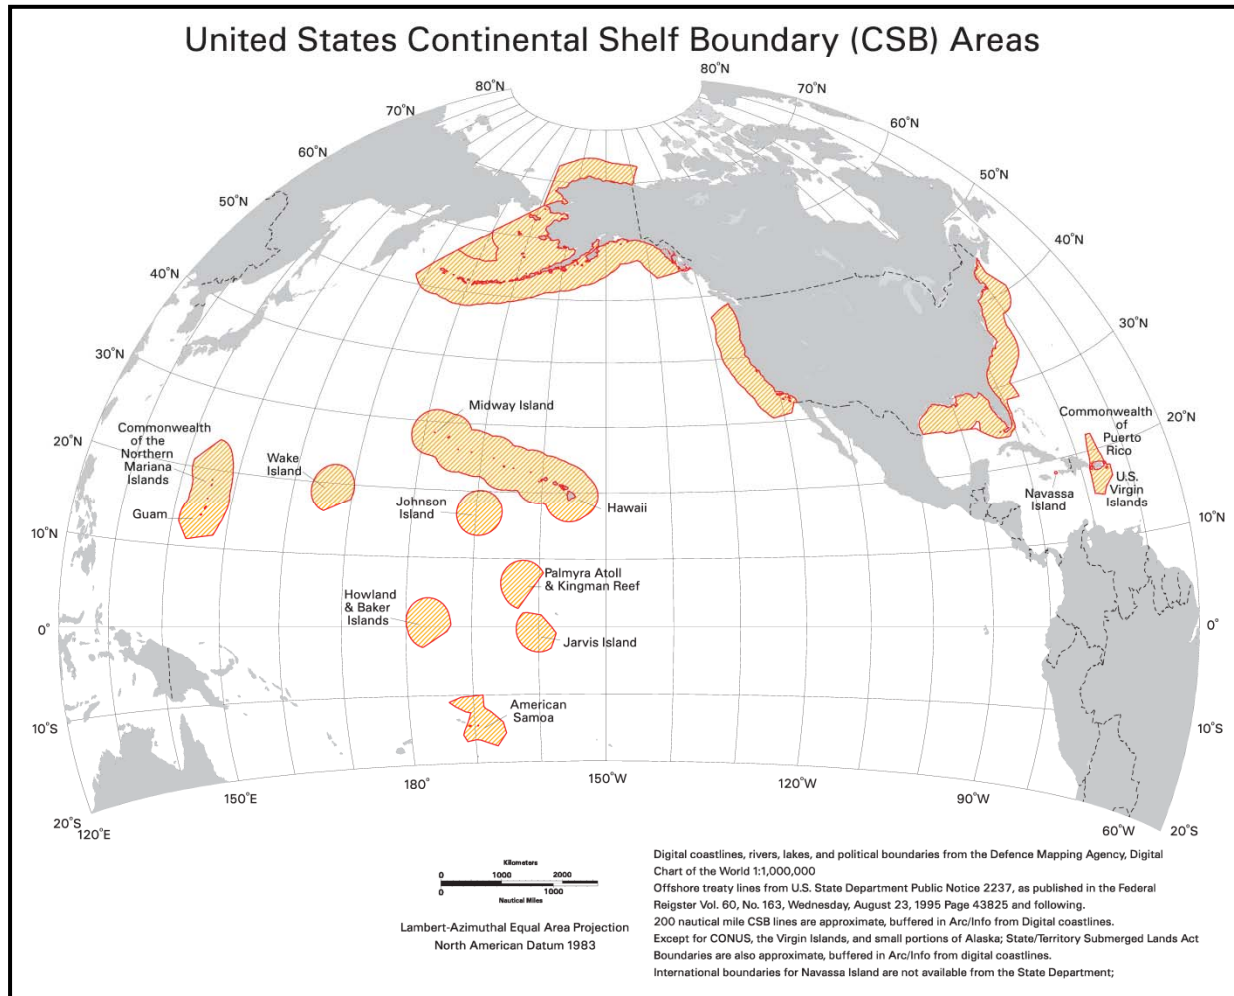 United States Continental Shelf Boundary (CSB) Areas
80°N
80°N
70°N
70°N
60°N
60°N
50°N
50°N
40°N
40°N
30°N
30°N
20°N
20°N
10°N
10°N
0°
0°
10°S
10°S
20°S
20°S
120°E
150°E
180°
150°W
120°W
90°W
60°W
Midway Island
Commonwealth
of the Northern
Mariana
Islands
Guam
Wake
Island
Johnson
Island
Hawaii
Palmyra Atoll
& Kingman Reef
Howland
& Baker
Islands
Jarvis Island
American
Samoa
Commonwealth
of
Puerto
Rico
U.S.
Virgin
Islands
Navassa
Island
Kilometers
0 1000 2000
0 1000
Nautical Miles
Lambert-Azimuthal Equal Area Projection
North American Datum 1983
Digital coastlines, rivers, lakes, and political boundaries from the Defence Mapping Agency, Digital
Chart of the World 1:1,000,000
Offshore treaty lines from U.S. State Department Public Notice 2237, as published in the Federal
Reigster Vol. 60, No. 163, Wednesday, August 23, 1995 Page 43825 and following.
200 nautical mile CSB lines are approximate, buffered in Arc/Info from Digital coastlines.
Except for CONUS, the Virgin Islands, and small portions of Alaska; State/Territory Submerged Lands Act
Boundaries are also approximate, buffered in Arc/Info from digital coastlines.
International boundaries for Navassa Island are not available from the State Department;